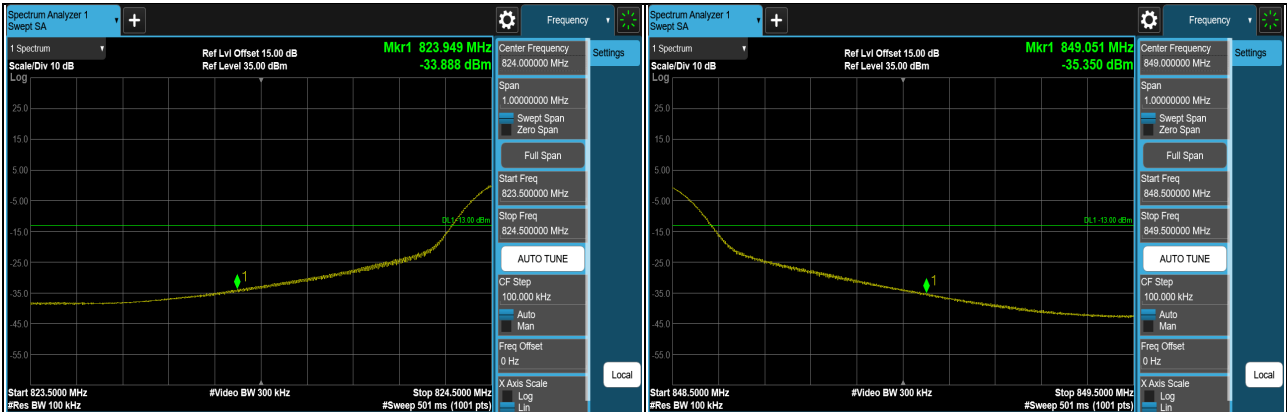 Spectrum Analyzer 1
Swept SA
+
Frequency
1 Spectrum
Scale/Div 10 dB
Log
Ref Lvl Offset 15.00 dB
Ref Level 35.00 dBm
Mkr1 823.949 MHz
-33.888 dBm
25.0
15.0
5.00
-5.00
-15.0
-25.0
-35.0
-45.0
-55.0
DL1 -13.00 dBm
1
Start 823.5000 MHz
#Res BW 100 kHz
#Video BW 300 kHz
Stop 824.5000 MHz
#Sweep 501 ms (1001 pts)
Center Frequency
824.000000 MHz
Span
1.00000000 MHz
Swept Span
Zero Span
Full Span
Start Freq
823.500000 MHz
Stop Freq
824.500000 MHz
AUTO TUNE
CF Step
100.000 kHz
Auto
Man
Freq Offset
0 Hz
X Axis Scale
Log
Lin
Settings
Local
Spectrum Analyzer 1
Swept SA
+
Frequency
1 Spectrum
Scale/Div 10 dB
Log
Ref Lvl Offset 15.00 dB
Ref Level 35.00 dBm
Mkr1 849.051 MHz
-35.350 dBm
25.0
15.0
5.00
-5.00
-15.0
-25.0
-35.0
-45.0
-55.0
DL1 -13.00 dBm
1
Start 848.5000 MHz
#Res BW 100 kHz
#Video BW 300 kHz
Stop 849.5000 MHz
#Sweep 501 ms (1001 pts)
Center Frequency
849.000000 MHz
Span
1.00000000 MHz
Swept Span
Zero Span
Full Span
Start Freq
848.500000 MHz
Stop Freq
849.500000 MHz
AUTO TUNE
CF Step
100.000 kHz
Auto
Man
Freq Offset
0 Hz
X Axis Scale
Log
Lin
Settings
Local